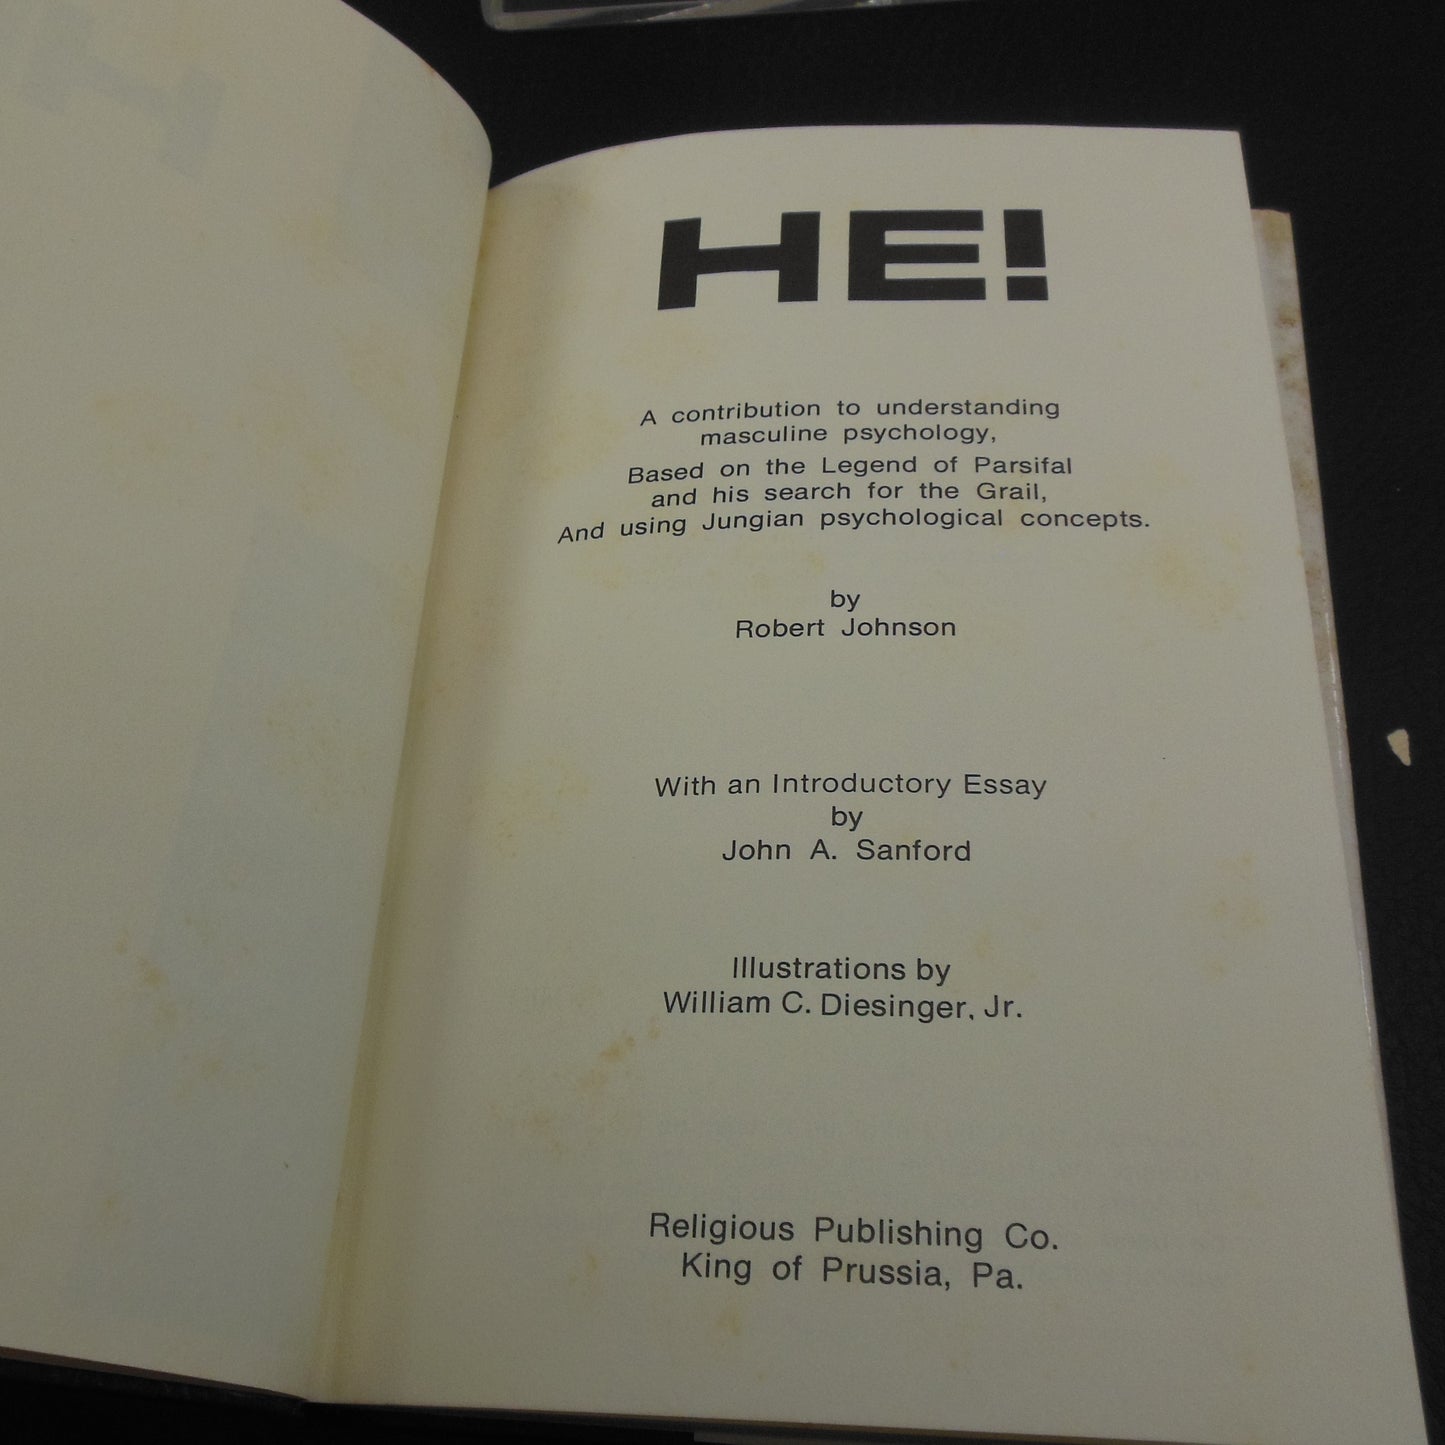 HE!
A contribution to understanding
masculine psychology,
Based on the Legend of Parsifal
and his search for the Grail,
And using Jungian psychological concepts.
by
Robert Johnson
With an Introductory Essay
by
John A. Sanford
Illustrations by
William C. Diesinger, Jr.
Religious Publishing Co.
King of Prussia, Pa.